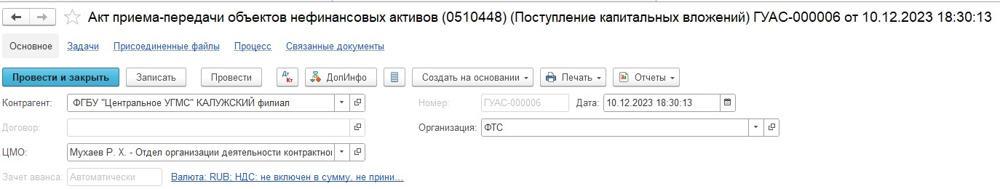 Акт приема-передачи объектов нефинансовых активов (0510448) (Поступление капитальных вложений) ГУАС-000006 от 10.12.2023 18:30:13
Основное Задачи Присоединенные файлы Процесс Связанные документы
Провести и закрыть Записать Провести Дт Кт ДопИнфо Создать на основании Печать Отчеты
Контрагент: ФГБУ "Центральное УГМС" КАЛУЖСКИЙ филиал Номер: ГУАС-000006 Дата: 10.12.2023 18:30:13
Договор: Организация: ФТС
ЦМО: Мухаев Р. Х. - Отдел организации деятельности контрактно
Зачет аванса: Автоматически Валюта: RUB; НДС: не включен в сумму, не прини...